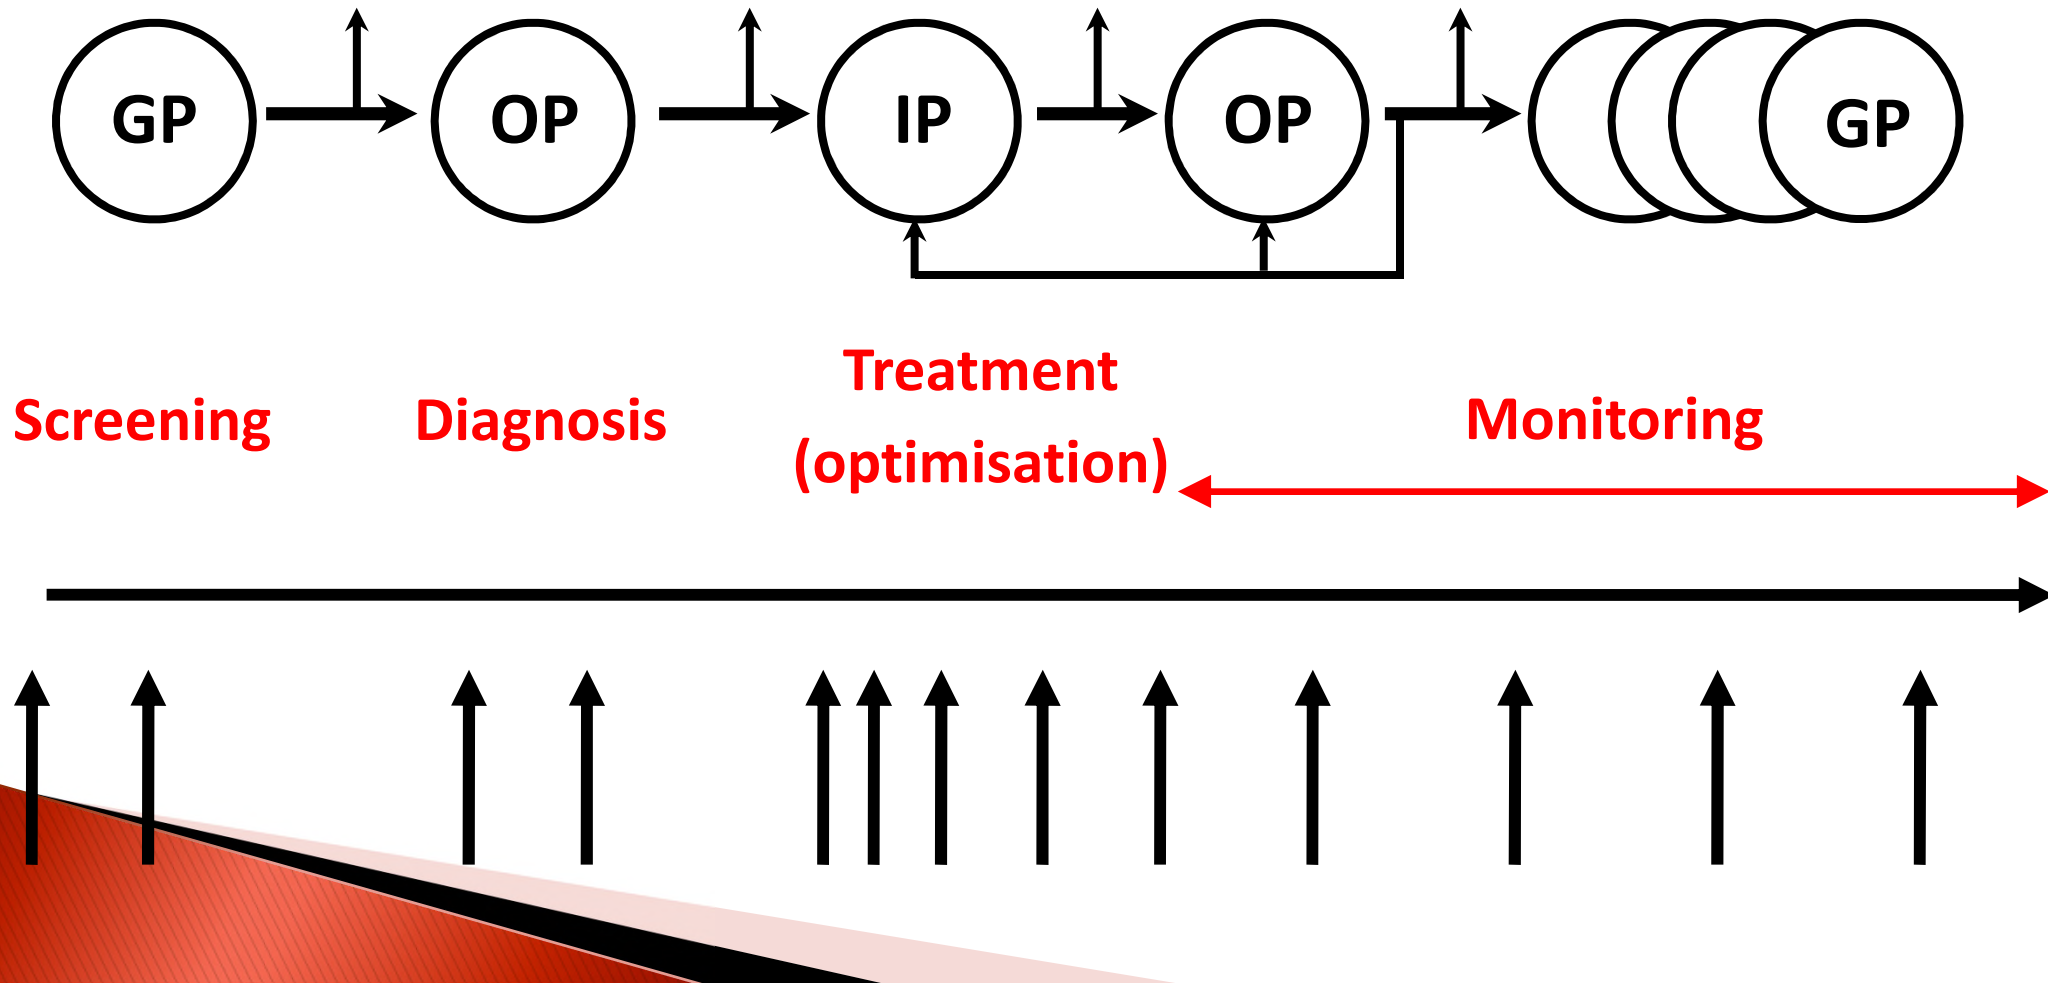 GP
OP
IP
OP
GP
Screening
Diagnosis
Treatment
(optimisation)
Monitoring